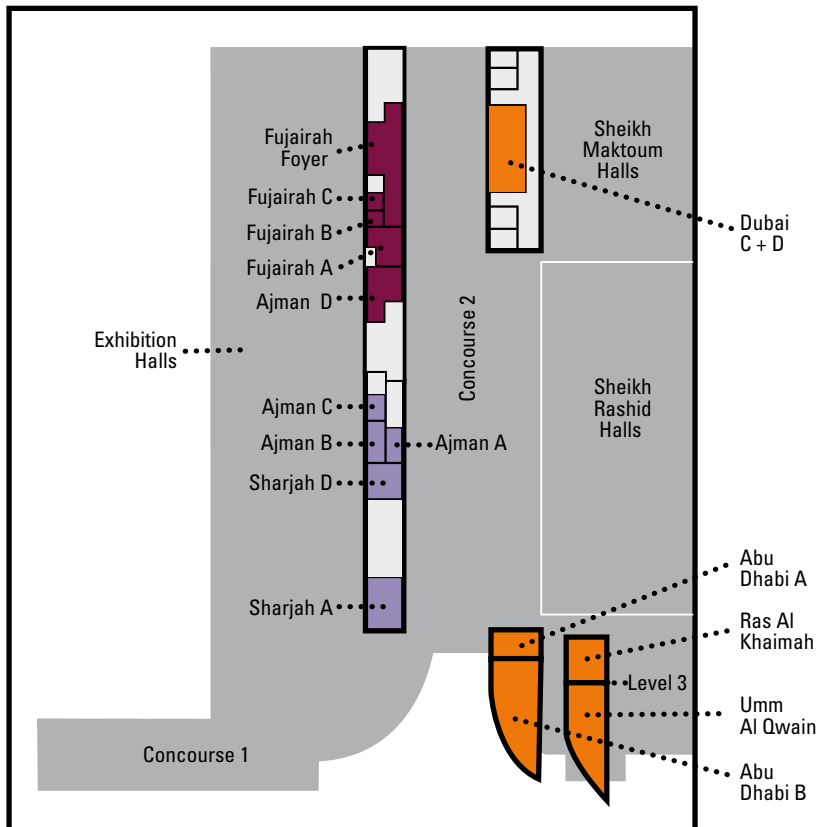 Fujairah
Foyer
Fujairah C
Fujairah B
Fujairah A
Ajman D
Exhibition
Halls
Ajman C
Ajman B
Ajman A
Sharjah D
Sharjah A
Concourse 1
Concourse 2
Sheikh
Maktoum
Halls
Dubai
C + D
Sheikh
Rashid
Halls
Abu
Dhabi A
Ras Al
Khaimah
Level 3
Umm
Al Qwain
Abu
Dhabi B